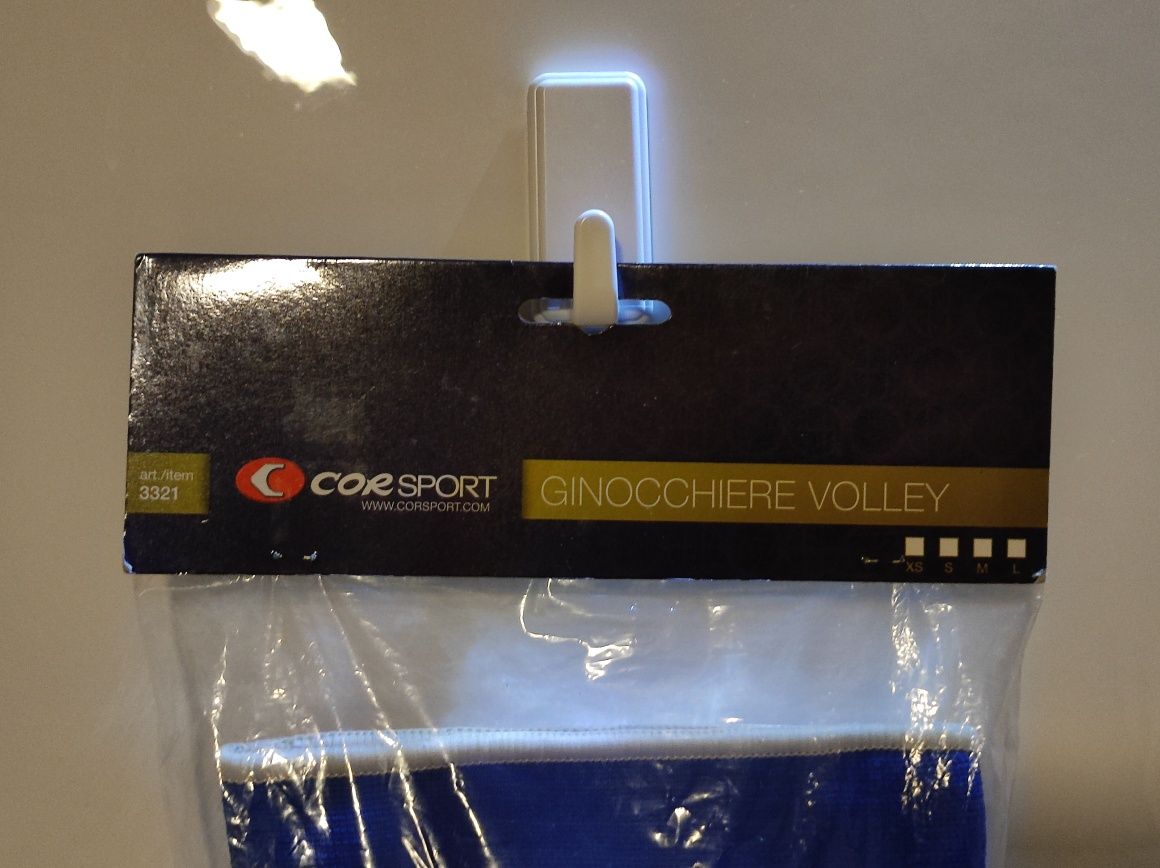 art./item
3321
COR SPORT
WWW.CORSPORT.COM
GINOCCHIERE VOLLEY
XS S M L